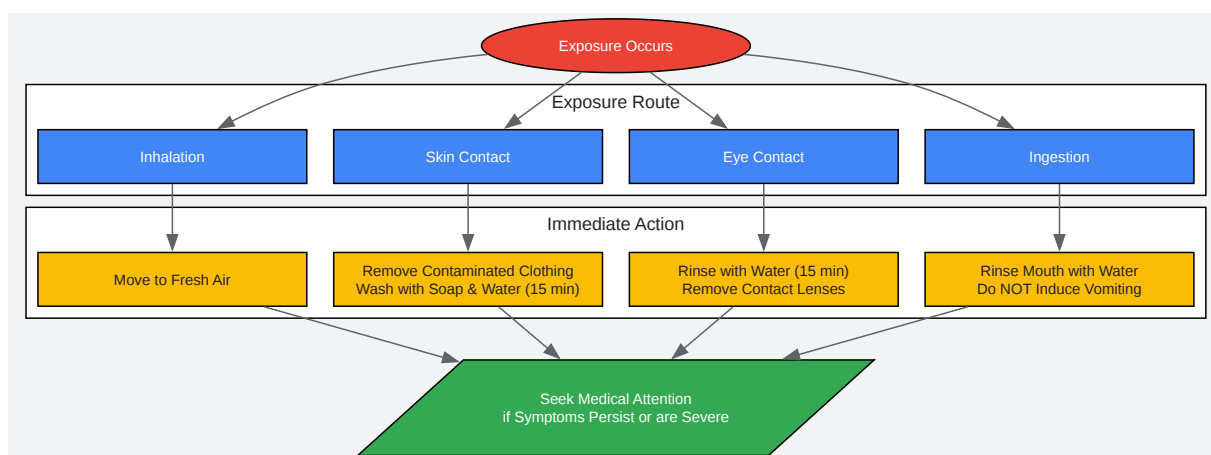 Exposure Occurs
Exposure Route
Inhalation
Skin Contact
Eye Contact
Ingestion
Immediate Action
Move to Fresh Air
Remove Contaminated Clothing
Wash with Soap & Water (15 min)
Rinse with Water (15 min)
Remove Contact Lenses
Rinse Mouth with Water
Do NOT Induce Vomiting
Seek Medical Attention
if Symptoms Persist or are Severe